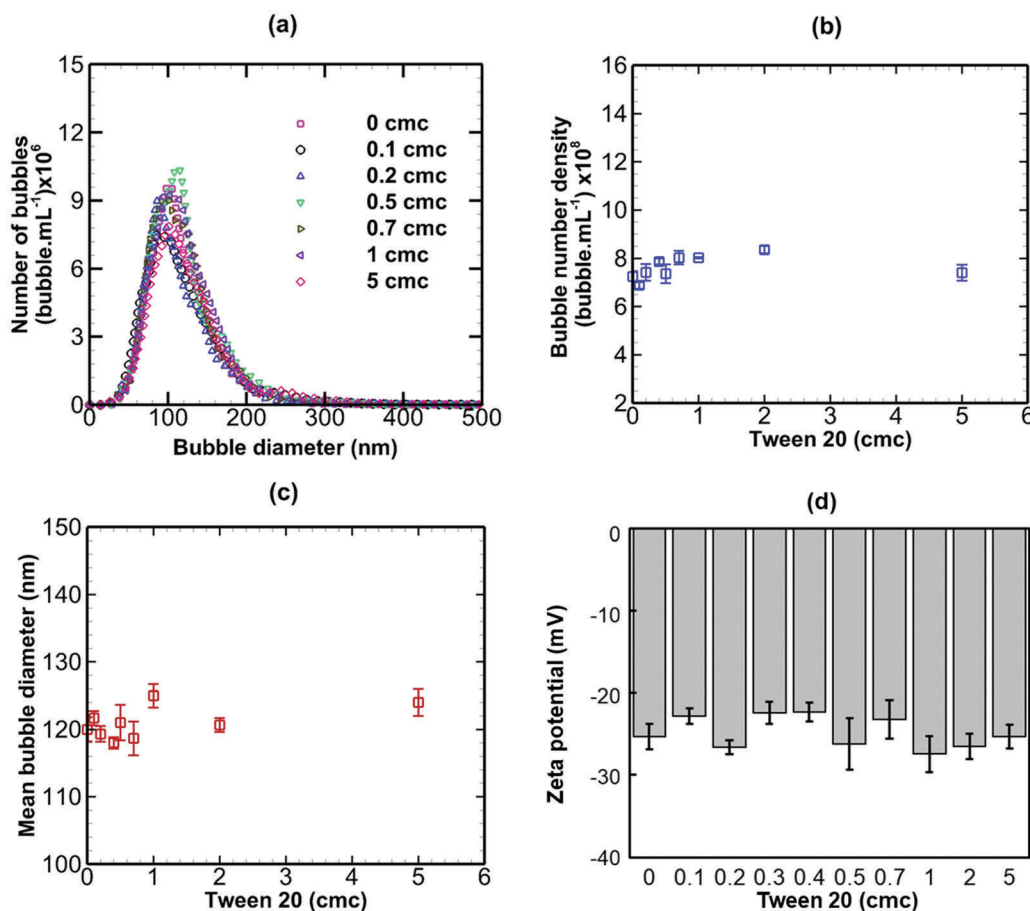 (a)
15
12
9
6
3
0
Number of bubbles
(bubble.mL⁻¹)x10⁶
0 cmc
0.1 cmc
0.2 cmc
0.5 cmc
0.7 cmc
1 cmc
5 cmc
0 100 200 300 400 500
Bubble diameter (nm)
(b)
16
14
12
10
8
6
4
2
Bubble number density
(bubble.mL⁻¹) x10⁸
0 1 2 3 4 5 6
Tween 20 (cmc)
(c)
150
140
130
120
110
100
Mean bubble diameter (nm)
0 1 2 3 4 5 6
Tween 20 (cmc)
(d)
0
-10
-20
-30
-40
Zeta potential (mV)
0 0.1 0.2 0.3 0.4 0.5 0.7 1 2 5
Tween 20 (cmc)